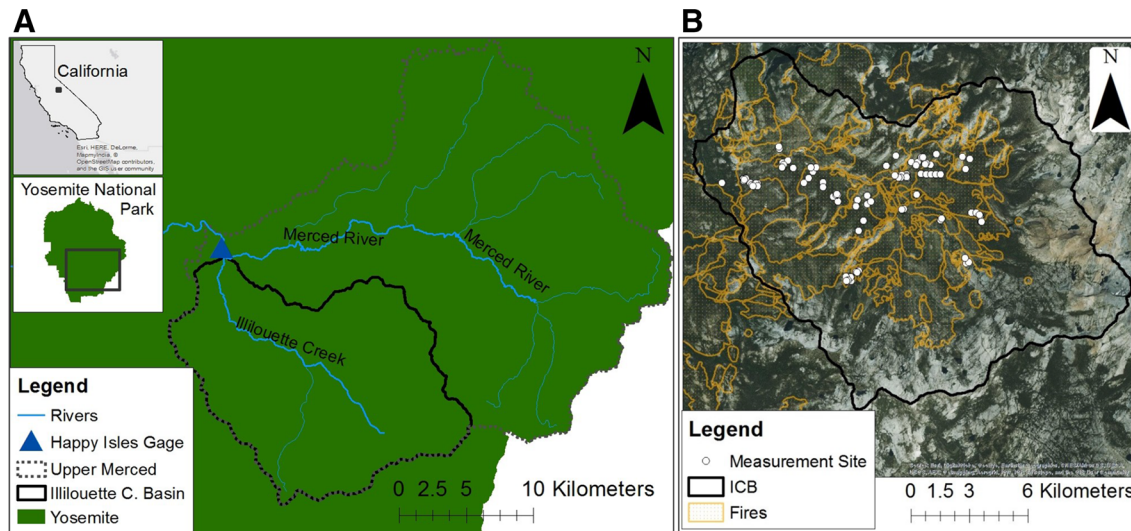 A
California
Esri, HERE, DeLorme,
MapmyIndia, ©
OpenStreetMap contributors,
and the GIS user community
Yosemite National
Park
N
Merced River
Merced River
Illilouette Creek
Legend
Rivers
Happy Isles Gage
Upper Merced
Illilouette C. Basin
Yosemite
0 2.5 5 10 Kilometers
B
N
Legend
Measurement Site
ICB
Fires
0 1.5 3 6 Kilometers